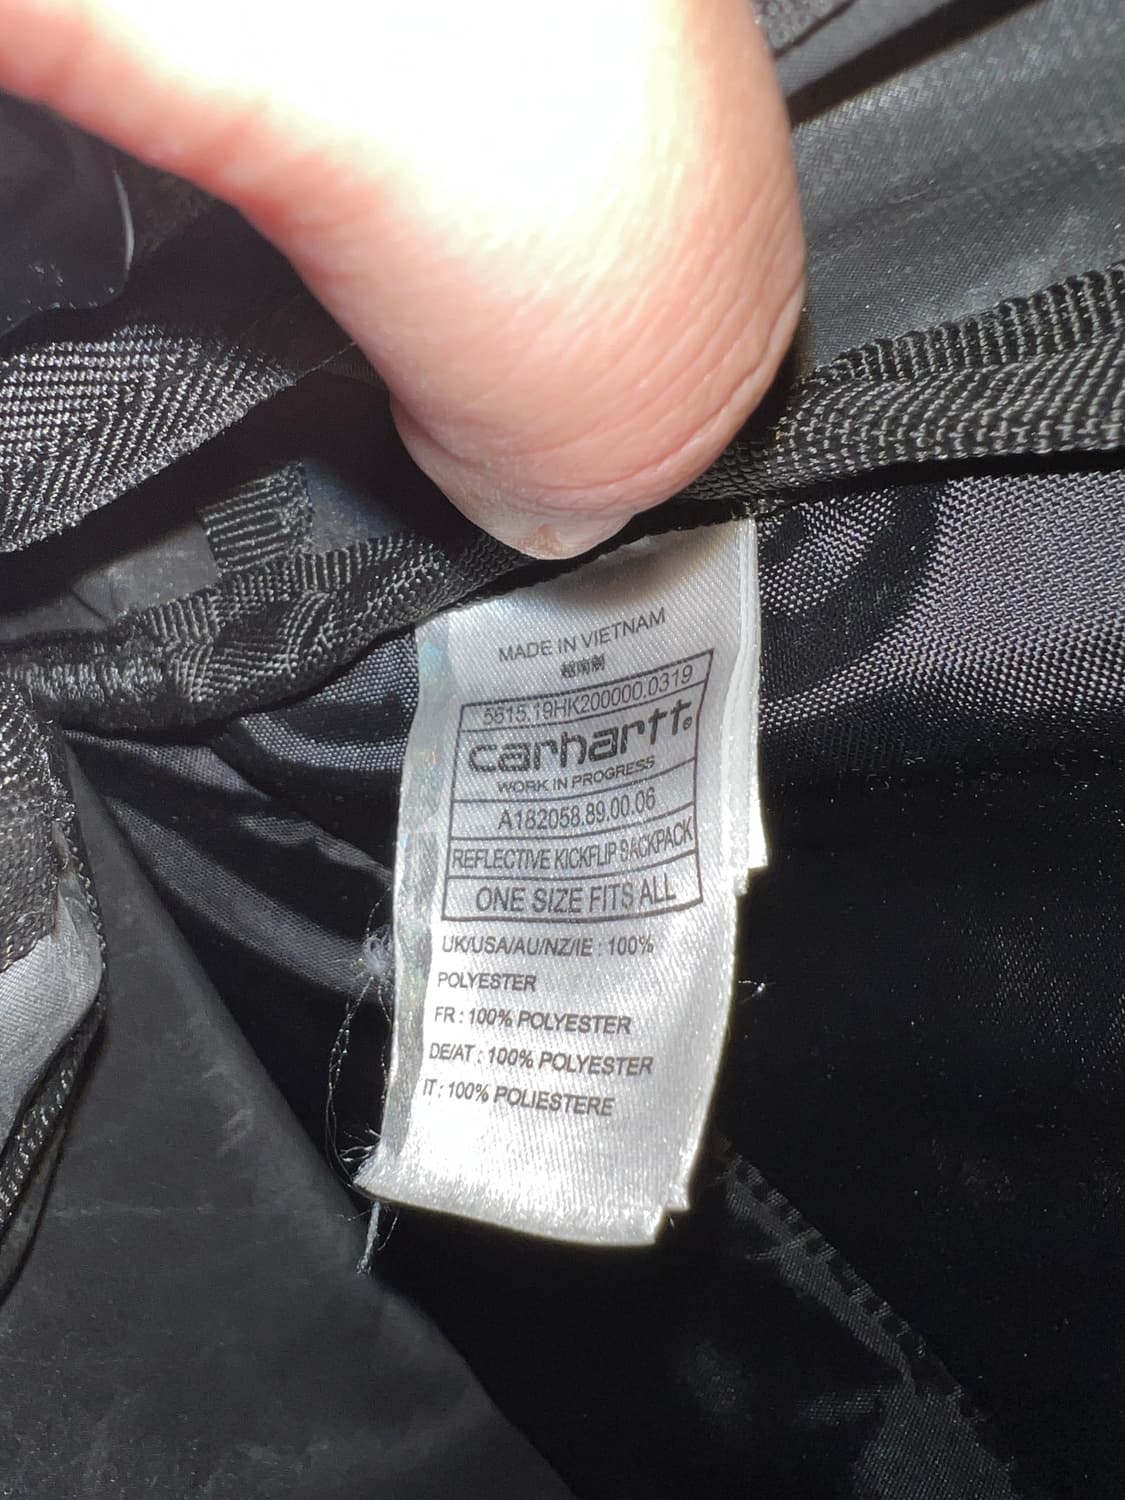 MADE IN VIETNAM
越南制
5515.19HK200000.0319
carhartt®
WORK IN PROGRESS
A182058.89.00.06
REFLECTIVE KICKFLIP BACKPACK
ONE SIZE FITS ALL
UK/USA/AU/NZ/IE : 100%
POLYESTER
FR : 100% POLYESTER
DE/AT : 100% POLYESTER
IT : 100% POLIESTERE